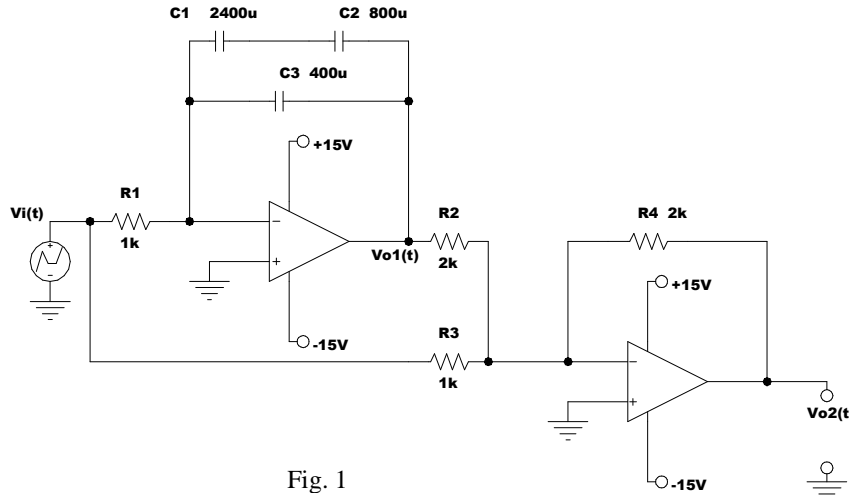 C1 2400u
C2 800u
C3 400u
+15V
R1
Vi(t)
1k
R2
R4 2k
Vo1(t)
2k
+15V
-15V
R3
1k
Vo2(t
-15V
Fig. 1